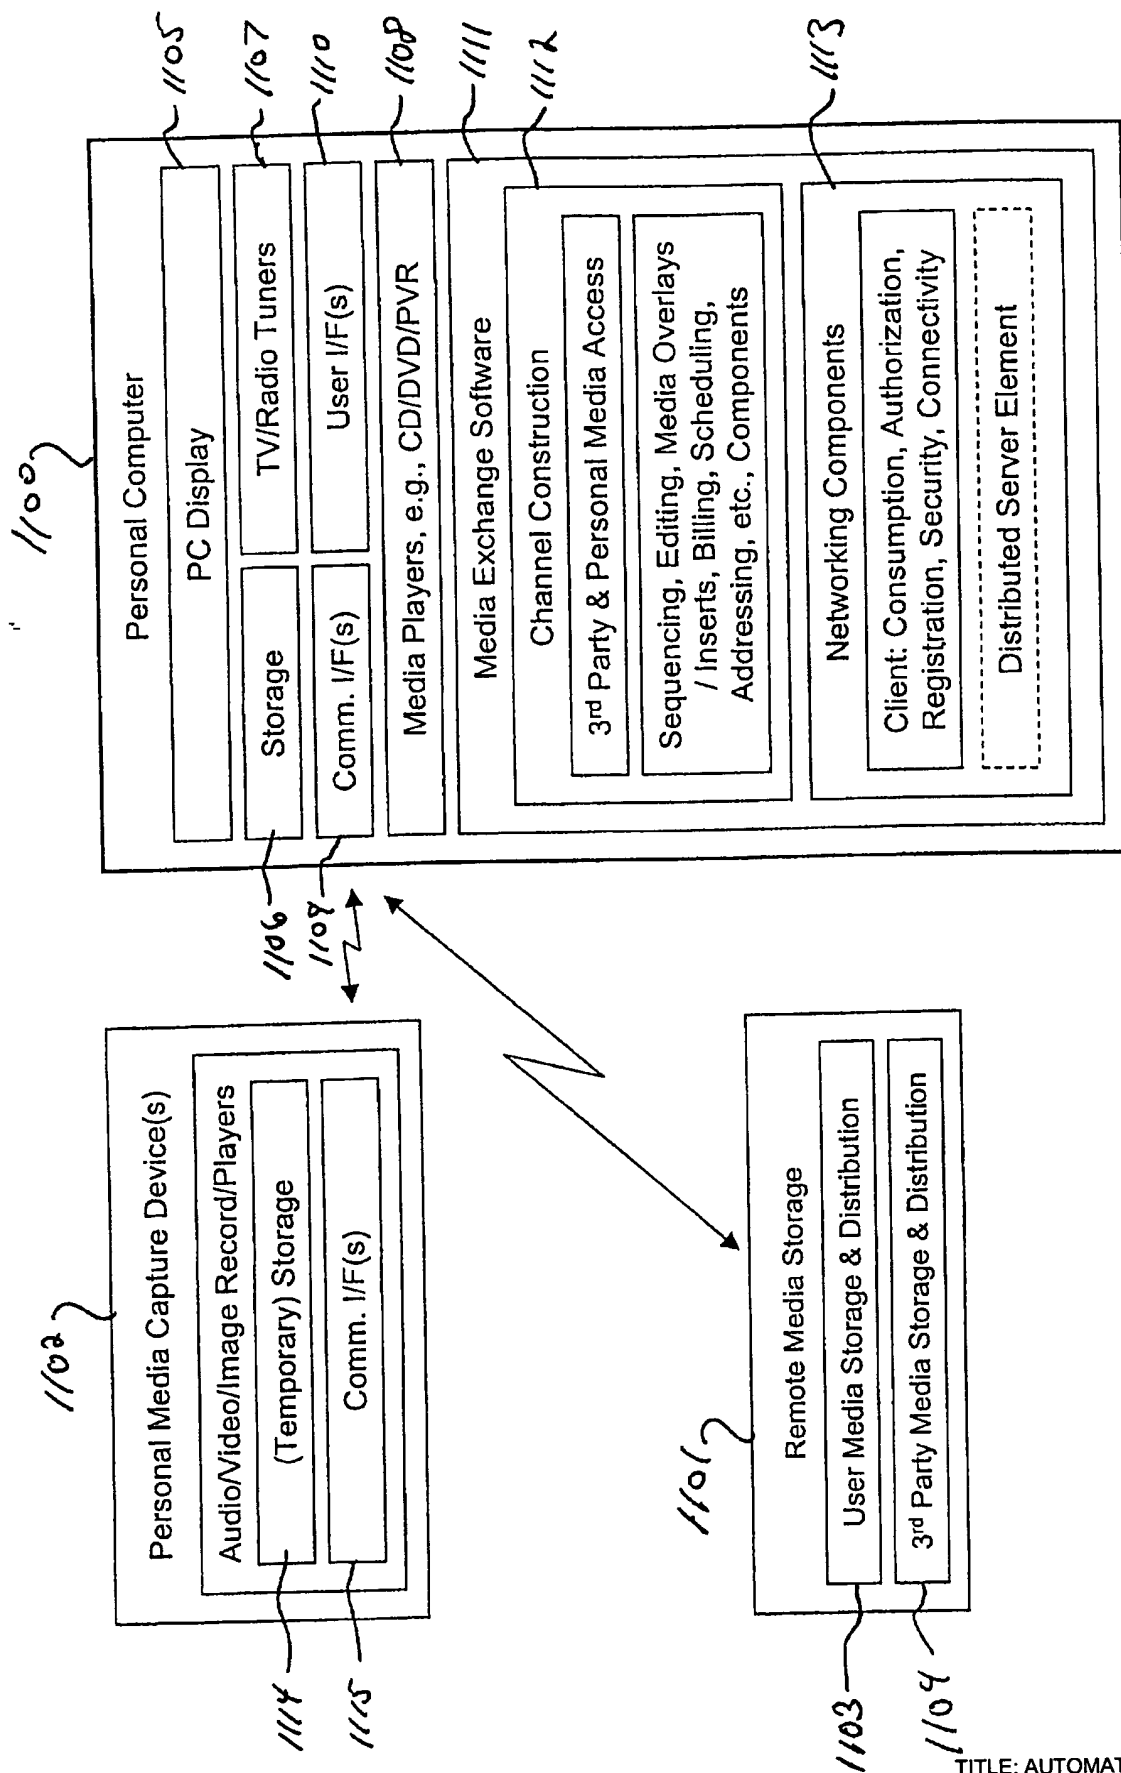 1100
Personal Computer
PC Display
1105
Storage
TV/Radio Tuners
1107
1106
Comm. I/F(s)
User I/F(s)
1110
1109
Media Players, e.g., CD/DVD/PVR
1108
Media Exchange Software
1111
Channel Construction
1112
3rd Party & Personal Media Access
Sequencing, Editing, Media Overlays
/ Inserts, Billing, Scheduling,
Addressing, etc., Components
Networking Components
1113
Client: Consumption, Authorization,
Registration, Security, Connectivity
Distributed Server Element
1102
Personal Media Capture Device(s)
Audio/Video/Image Record/Players
(Temporary) Storage
1114
Comm. I/F(s)
1115
1101
Remote Media Storage
User Media Storage & Distribution
1103
3rd Party Media Storage & Distribution
1104
TITLE: AUTOMAT